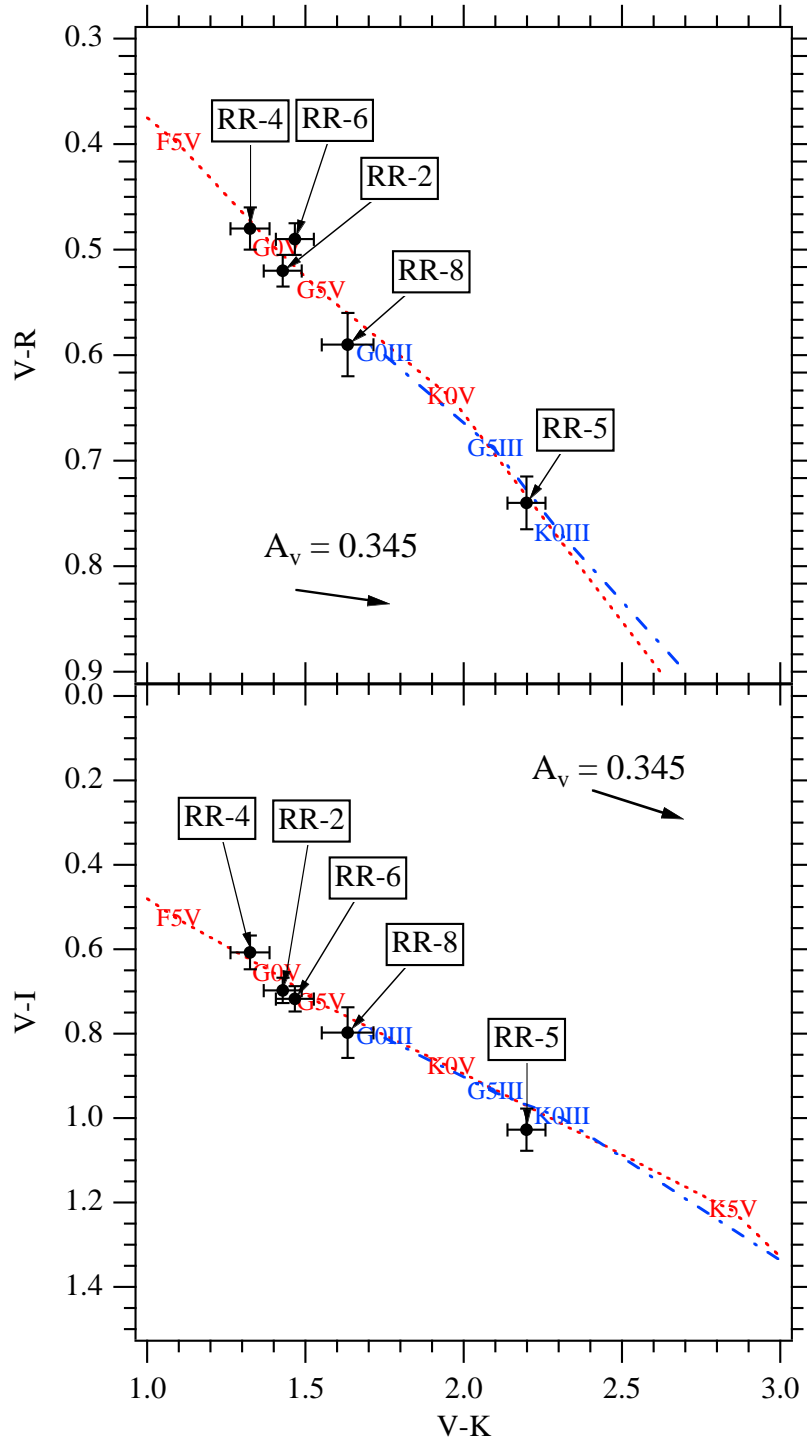 0.3
0.4
0.5
0.6
0.7
0.8
0.9
V-R
F5V
RR-4
RR-6
RR-2
G0V
G5V
RR-8
G0III
K0V
G5III
RR-5
K0III
A_v = 0.345
0.0
0.2
0.4
0.6
0.8
1.0
1.2
1.4
V-I
A_v = 0.345
RR-4
RR-2
RR-6
RR-8
RR-5
F5V
G0V
G5V
G0III
K0V
G5III
K0III
K5V
1.0 1.5 2.0 2.5 3.0
V-K